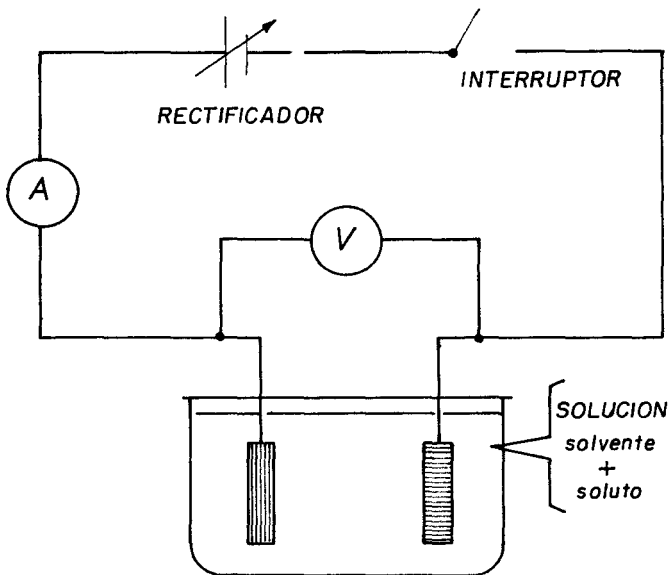 RECTIFICADOR
INTERRUPTOR
A
V
SOLUCION
solvente
+
soluto